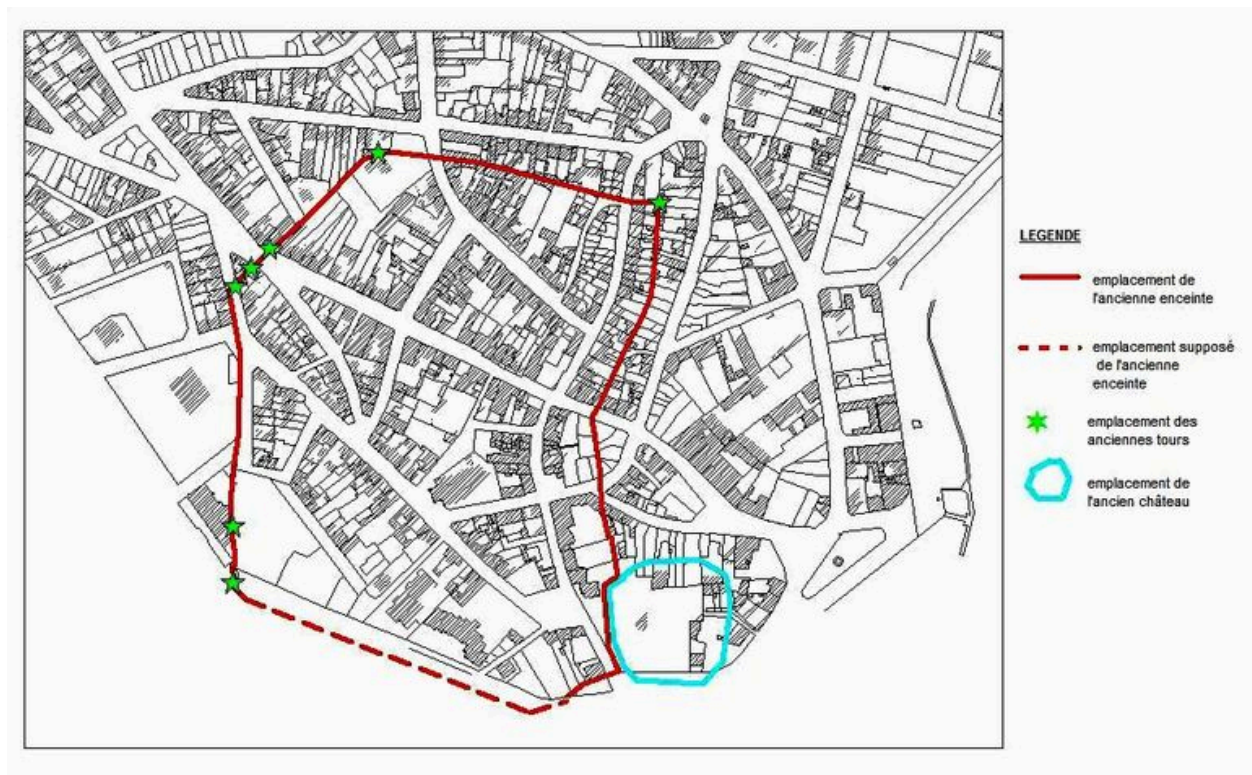 LEGENDE
emplacement de
l'ancienne enceinte
emplacement supposé
de l'ancienne
enceinte
emplacement des
anciennes tours
emplacement de
l'ancien château